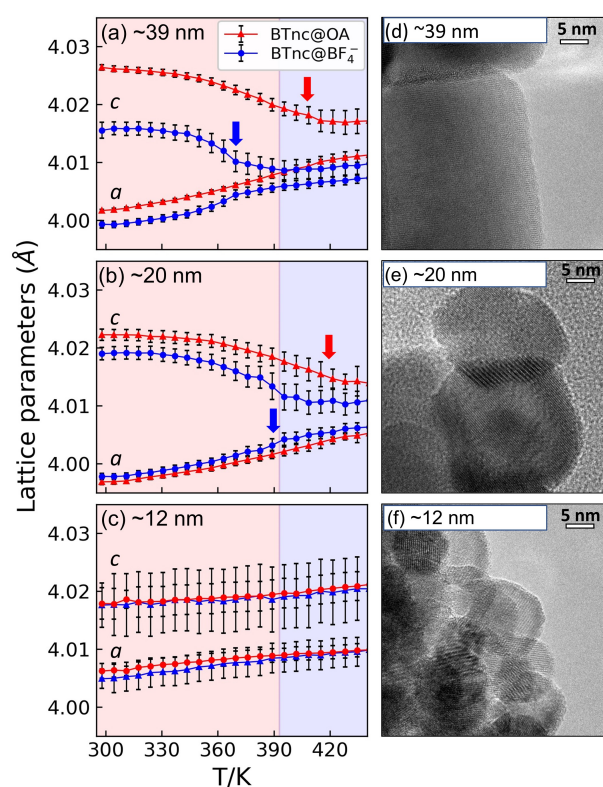 (a) ~39 nm
BTnc@OA
BTnc@BF₄⁻
c
a
4.03
4.02
4.01
4.00
(b) ~20 nm
c
a
4.03
4.02
4.01
4.00
(c) ~12 nm
c
a
4.03
4.02
4.01
4.00
300
330
360
390
420
T/K
Lattice parameters (Å)
(d) ~39 nm
5 nm
(e) ~20 nm
5 nm
(f) ~12 nm
5 nm